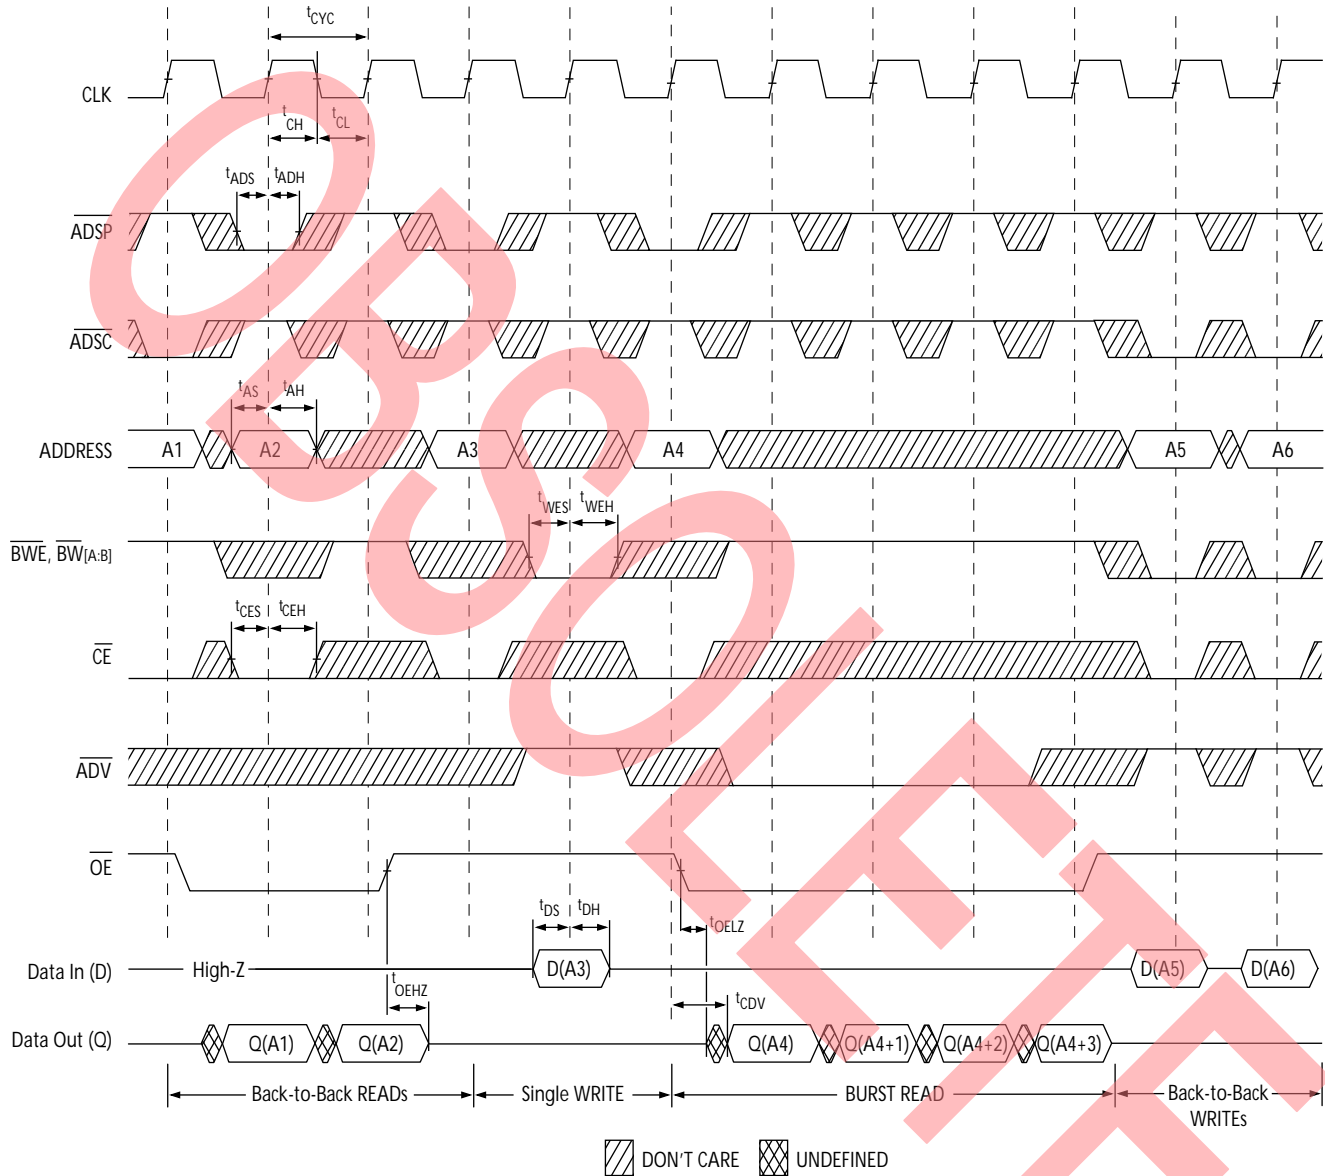 tCYC
CLK
tCH
tCL
tADS
tADH
ADSP
ADSC
tAS
tAH
ADDRESS
A1
A2
A3
A4
A5
A6
tWES
tWEH
BWE, BW[A:B]
tCES
tCEH
CE
ADV
OE
tDS
tDH
tOELZ
Data In (D)
High-Z
D(A3)
D(A5)
D(A6)
tOEHZ
tCDV
Data Out (Q)
Q(A1)
Q(A2)
Q(A4)
Q(A4+1)
Q(A4+2)
Q(A4+3)
Back-to-Back READs
Single WRITE
BURST READ
Back-to-Back
WRITEs
DON'T CARE
UNDEFINED
OBSOLETE